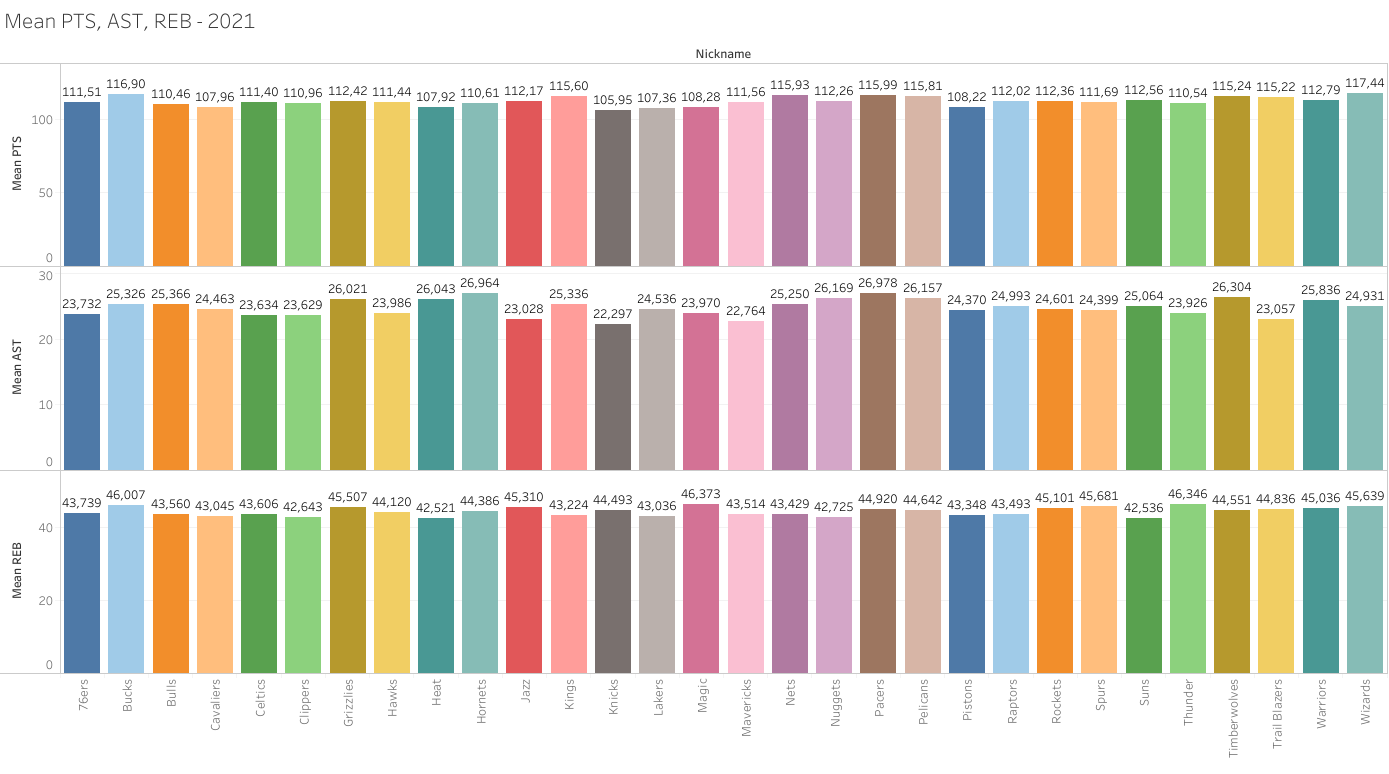 Mean PTS, AST, REB - 2021
Nickname
Mean PTS
100
50
0
111,51 116,90 110,46 107,96 111,40 110,96 112,42 111,44 107,92 110,61 112,17 115,60 105,95 107,36 108,28 111,56 115,93 112,26 115,99 115,81 108,22 112,02 112,36 111,69 112,56 110,54 115,24 115,22 112,79 117,44
Mean AST
30
20
10
0
23,732 25,326 25,366 24,463 23,634 23,629 26,021 23,986 26,043 26,964 23,028 25,336 22,297 24,536 23,970 22,764 25,250 26,169 26,978 26,157 24,370 24,993 24,601 24,399 25,064 23,926 26,304 23,057 25,836 24,931
Mean REB
40
20
0
43,739 46,007 43,560 43,045 43,606 42,643 45,507 44,120 42,521 44,386 45,310 43,224 44,493 43,036 46,373 43,514 43,429 42,725 44,920 44,642 43,348 43,493 45,101 45,681 42,536 46,346 44,551 44,836 45,036 45,639
76ers
Bucks
Bulls
Cavaliers
Celtics
Clippers
Grizzlies
Hawks
Heat
Hornets
Jazz
Kings
Knicks
Lakers
Magic
Mavericks
Nets
Nuggets
Pacers
Pelicans
Pistons
Raptors
Rockets
Spurs
Suns
Thunder
Timberwolves
Trail Blazers
Warriors
Wizards